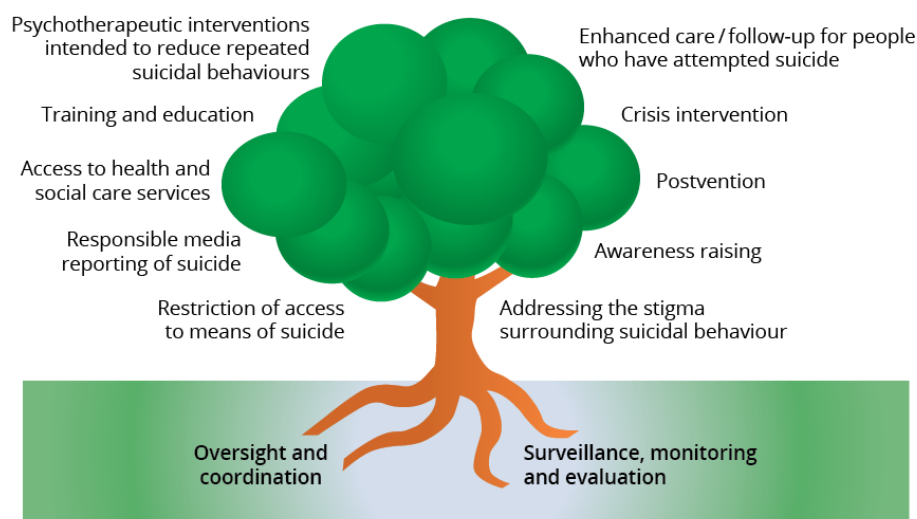 Psychotherapeutic interventions
intended to reduce repeated
suicidal behaviours
Training and education
Access to health and
social care services
Responsible media
reporting of suicide
Restriction of access
to means of suicide
Enhanced care / follow-up for people
who have attempted suicide
Crisis intervention
Postvention
Awareness raising
Addressing the stigma
surrounding suicidal behaviour
Oversight and
coordination
Surveillance, monitoring
and evaluation